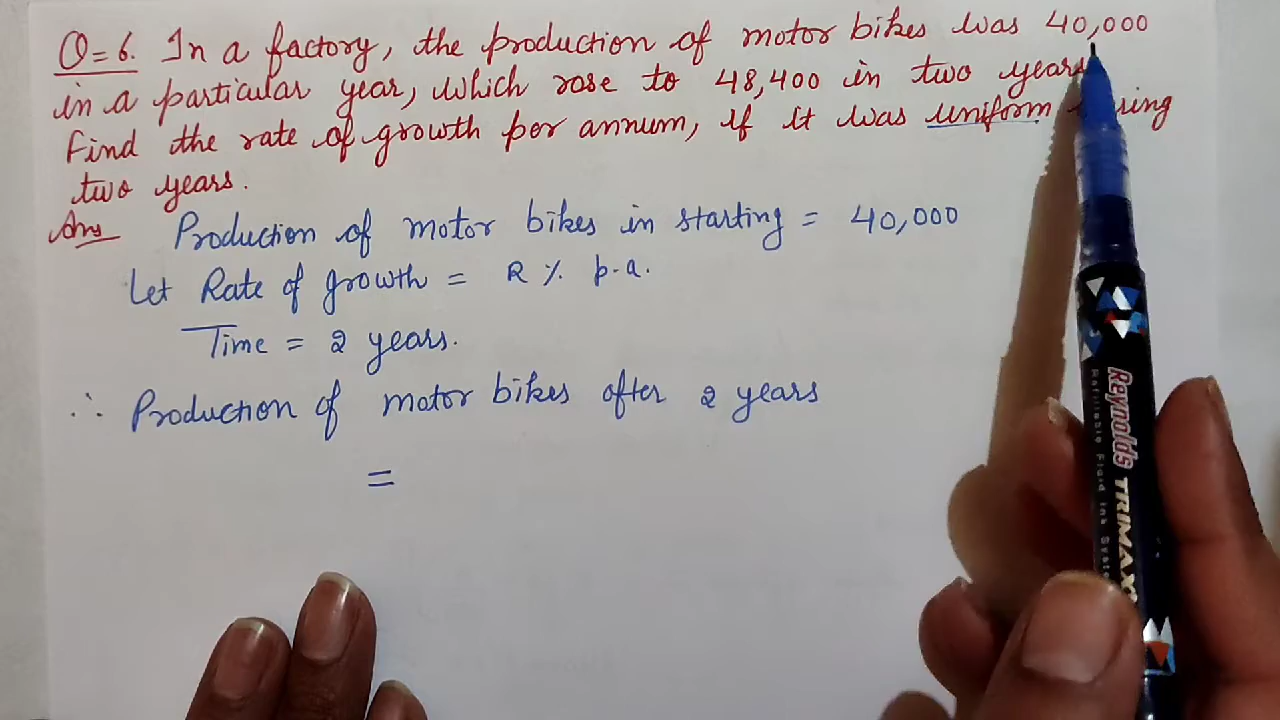 Q=6. In a factory, the production of motor bikes was 40,000
in a particular year, which rose to 48,400 in two years
Find the rate of growth per annum, if it was uniform
two years.
Ans Production of motor bikes in starting = 40,000
Let Rate of growth = R % p.a.
Time = 2 years.
∴ Production of motor bikes after 2 years
=
Reynolds TRIMAX